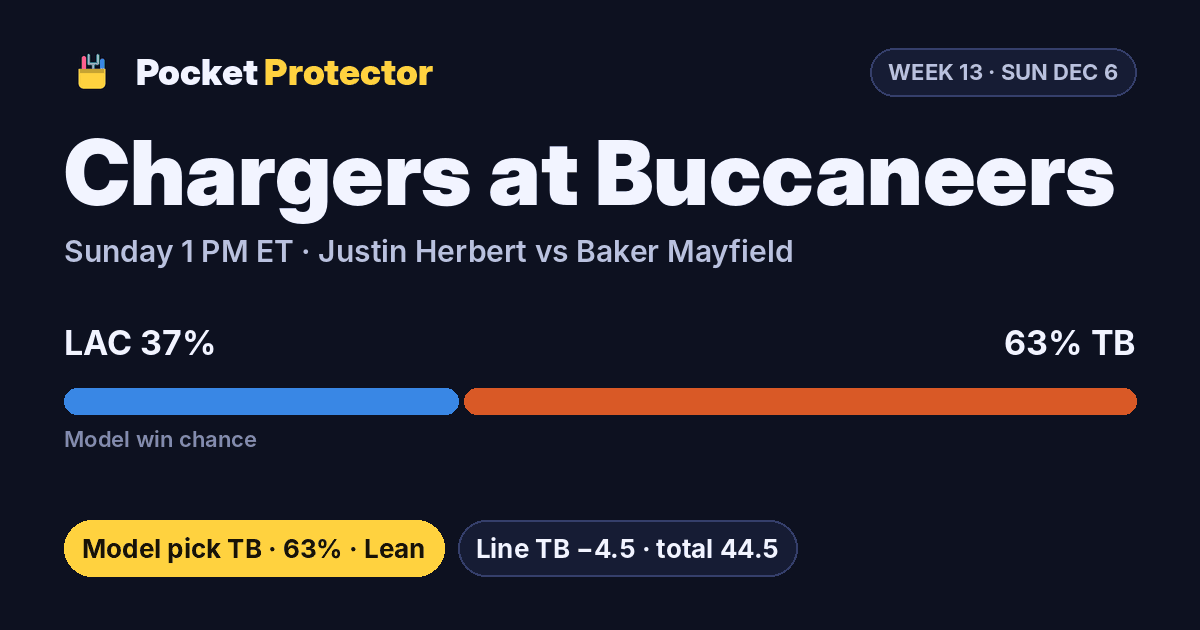 Pocket Protector
WEEK 13 · SUN DEC 6
Chargers at Buccaneers
Sunday 1 PM ET · Justin Herbert vs Baker Mayfield
LAC 37%
63% TB
Model win chance
Model pick TB · 63% · Lean
Line TB −4.5 · total 44.5